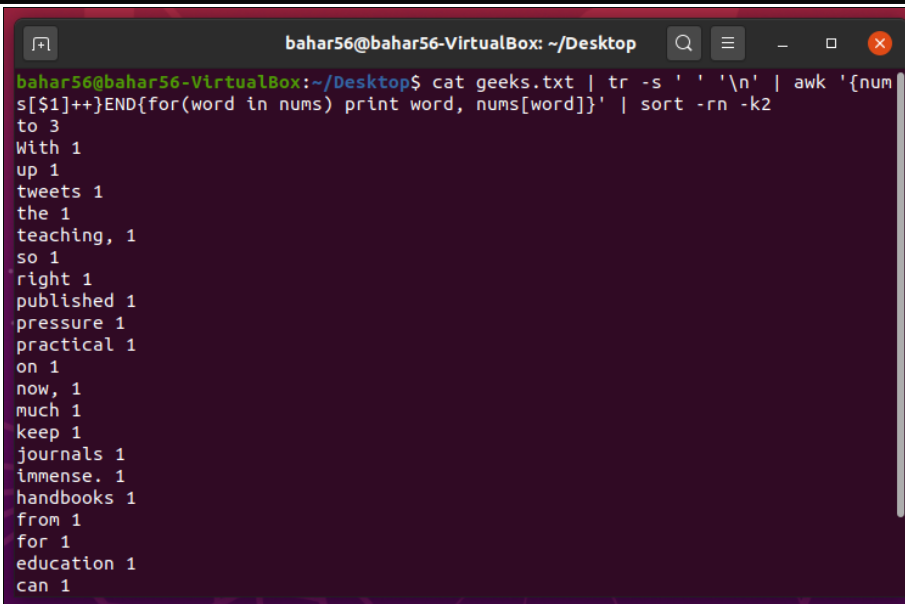 bahar56@bahar56-VirtualBox: ~/Desktop
bahar56@bahar56-VirtualBox:~/Desktop$ cat geeks.txt | tr -s ' ' '\n' | awk '{num
s[$1]++}END{for(word in nums) print word, nums[word]}' | sort -rn -k2
to 3
With 1
up 1
tweets 1
the 1
teaching, 1
so 1
right 1
published 1
pressure 1
practical 1
on 1
now, 1
much 1
keep 1
journals 1
immense. 1
handbooks 1
from 1
for 1
education 1
can 1